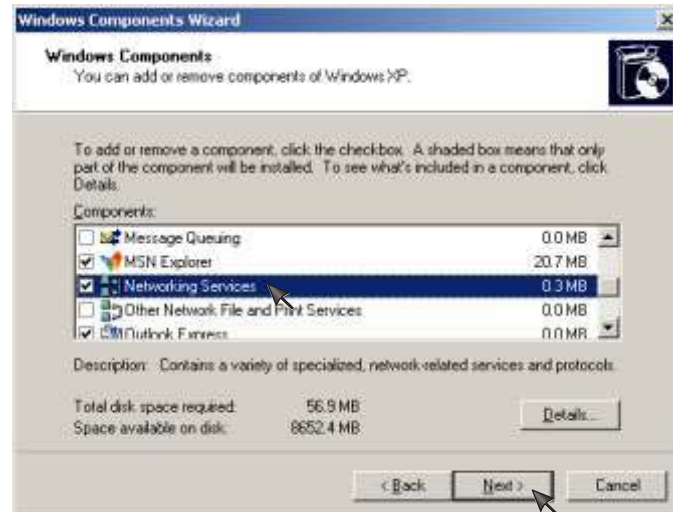 Windows Components Wizard
Windows Components
You can add or remove components of Windows XP.
To add or remove a component, click the checkbox. A shaded box means that only
part of the component will be installed. To see what's included in a component, click
Details.
Components:
Message Queuing 0.0 MB
MSN Explorer 20.7 MB
Networking Services 0.3 MB
Other Network File and Print Services 0.0 MB
Outlook Express 0.0 MB
Description: Contains a variety of specialized, network-related services and protocols.
Total disk space required: 56.9 MB
Space available on disk: 8652.4 MB
Details...
< Back Next > Cancel